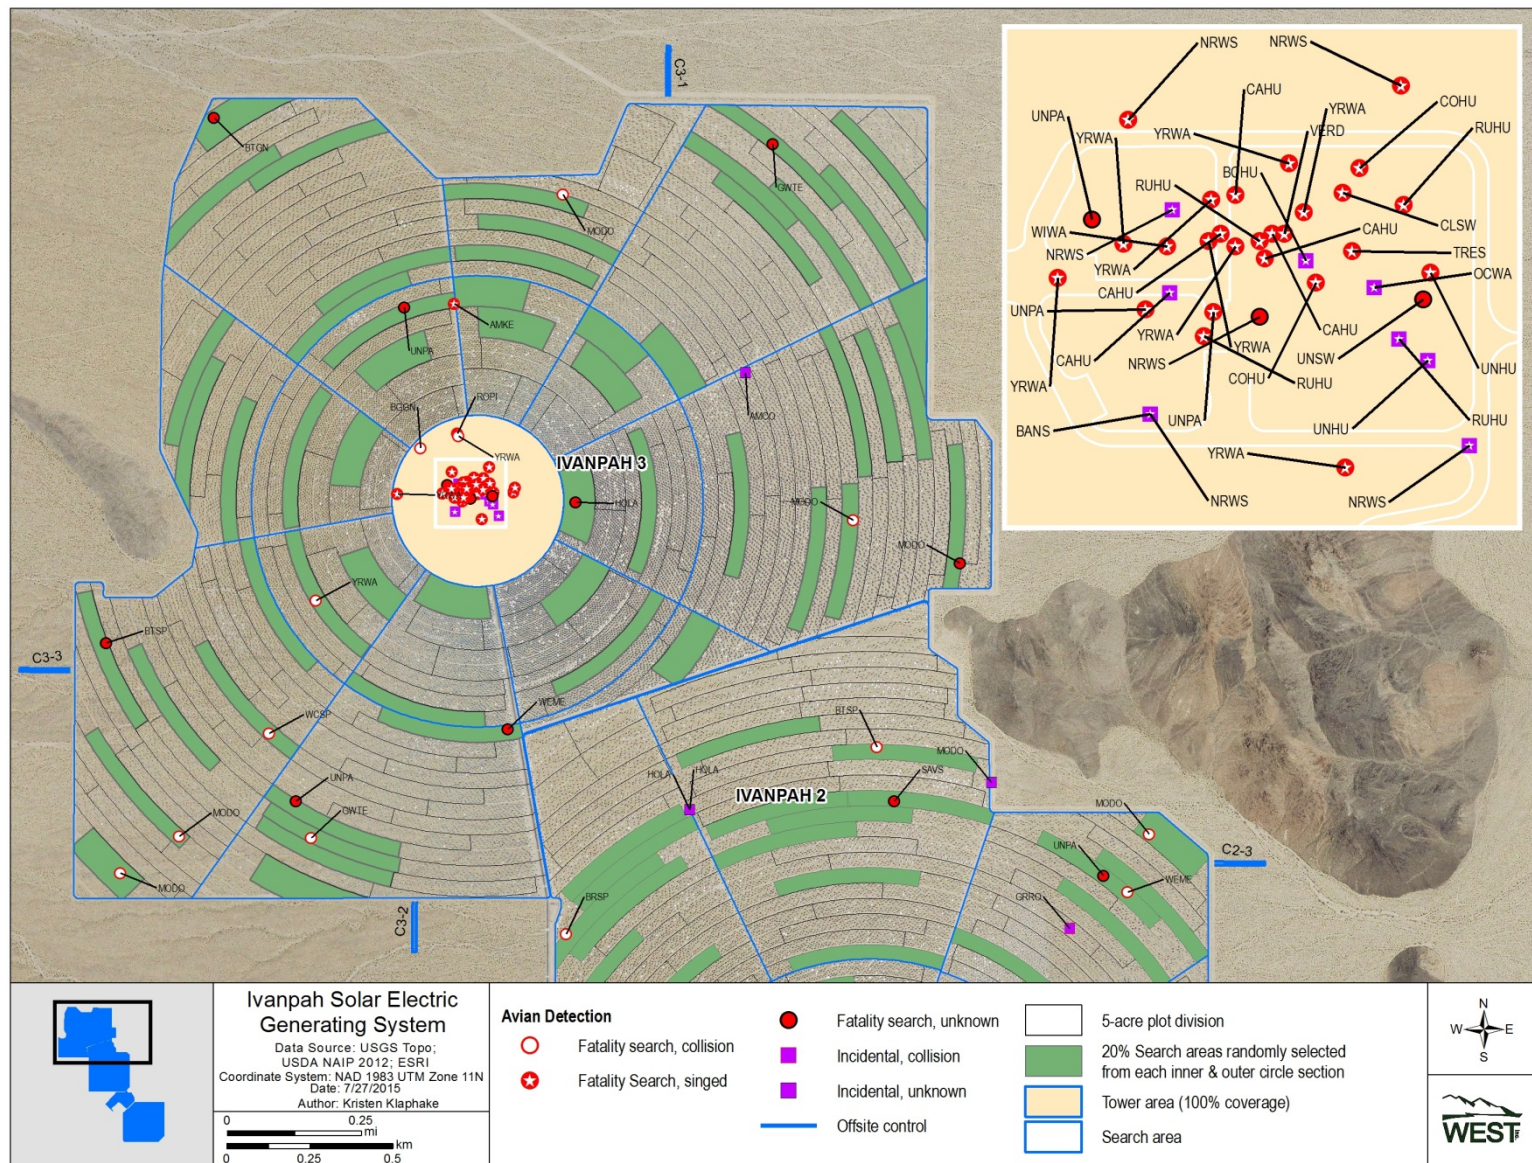 C3-1
NRWS
NRWS
CAHU
COHU
UNPA
YRWA
YRWA
YRWA
VERD
RUHU
BCHU
RUHU
WIWA
CLSW
NRWS
CAHU
YRWA
TRES
CAHU
OCWA
UNPA
YRWA
CAHU
CAHU
YRWA
UNSW
YRWA
NRWS
COHU
RUHU
UNHU
BANS
UNPA
UNHU
RUHU
YRWA
NRWS
NRWS
BTGN
GWTE
MODO
AMKE
UNPA
BGGN
ROPI
AMCO
YRWA
IVANPAH 3
HOLA
MODO
MODO
YRWA
BTSP
C3-3
WCSP
WEME
BTSP
MODO
HOLA
HOLA
SAVS
IVANPAH 2
UNPA
GWTE
MODO
MODO
MODO
UNPA
C2-3
WEME
BRSP
GRRO
C3-2
Ivanpah Solar Electric
Generating System
Data Source: USGS Topo;
USDA NAIP 2012; ESRI
Coordinate System: NAD 1983 UTM Zone 11N
Date: 7/27/2015
Author: Kristen Klaphake
0 0.25
mi
km
0 0.25 0.5
Avian Detection
Fatality search, collision
Fatality Search, singed
Fatality search, unknown
Incidental, collision
Incidental, unknown
Offsite control
5-acre plot division
20% Search areas randomly selected
from each inner & outer circle section
Tower area (100% coverage)
Search area
N
W E
S
WEST